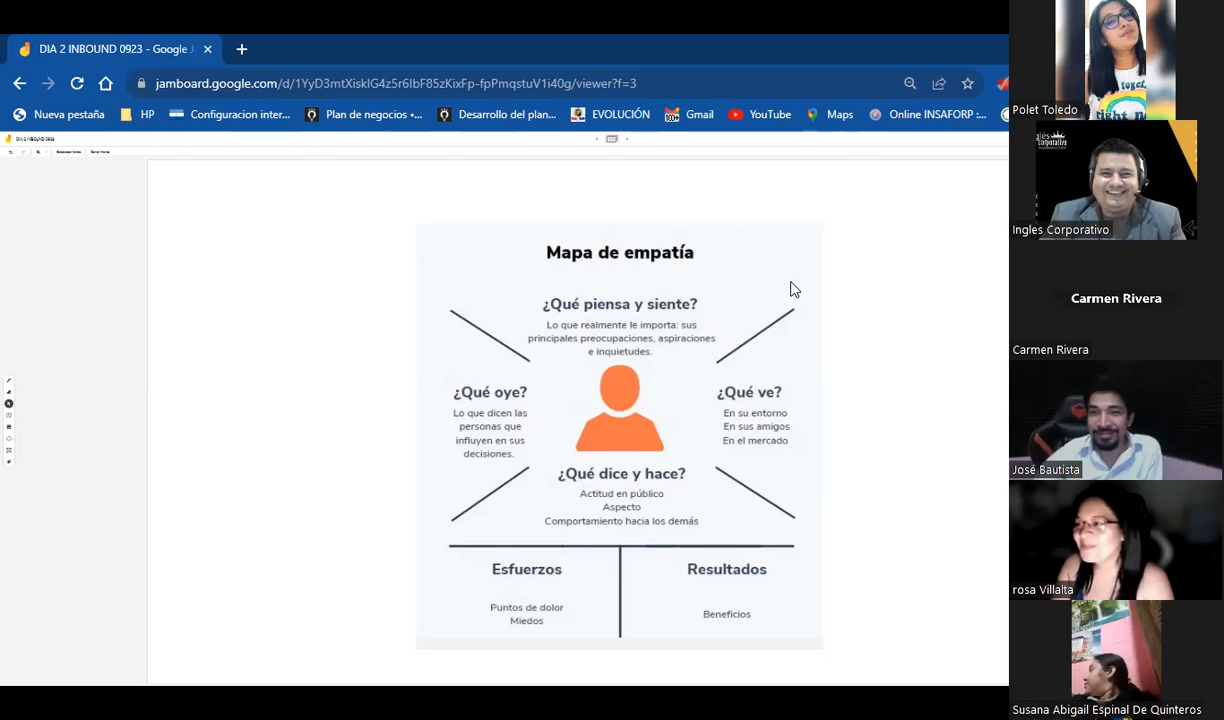 DIA 2 INBOUND 0923 - Google J
jamboard.google.com/d/1YyD3mtXisklG4z5r6IbF85zKixFp-fpPmqstuV1i40g/viewer?f=3
Nueva pestaña
HP
Configuracion inter...
Plan de negocios •...
Desarrollo del plan...
EVOLUCIÓN
Gmail
YouTube
Maps
Online INSAFORP :...
DIA 2 INBOUND 0923
Mapa de empatía
¿Qué piensa y siente?
Lo que realmente le importa: sus
principales preocupaciones, aspiraciones
e inquietudes.
¿Qué oye?
Lo que dicen las
personas que
influyen en sus
decisiones.
¿Qué ve?
En su entorno
En sus amigos
En el mercado
¿Qué dice y hace?
Actitud en público
Aspecto
Comportamiento hacia los demás
Esfuerzos
Puntos de dolor
Miedos
Resultados
Beneficios
Polet Toledo
Ingles Corporativo
Carmen Rivera
Carmen Rivera
José Bautista
rosa Villalta
Susana Abigail Espinal De Quinteros